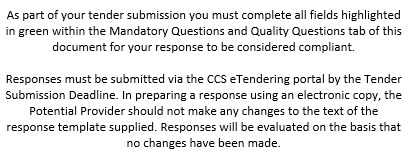 As part of your tender submission you must complete all fields highlighted
in green within the Mandatory Questions and Quality Questions tab of this
document for your response to be considered compliant.
Responses must be submitted via the CCS eTendering portal by the Tender
Submission Deadline. In preparing a response using an electronic copy, the
Potential Provider should not make any changes to the text of the
response template supplied. Responses will be evaluated on the basis that
no changes have been made.